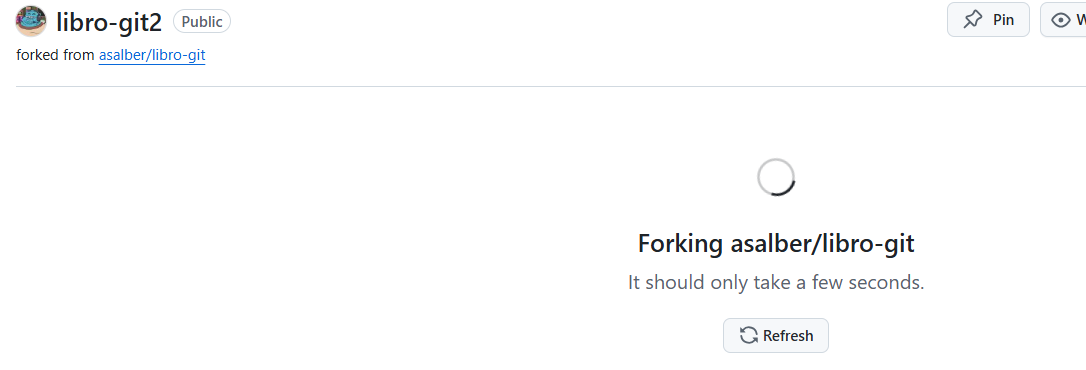 libro-git2 Public Pin
forked from asalber/libro-git
Forking asalber/libro-git
It should only take a few seconds.
Refresh